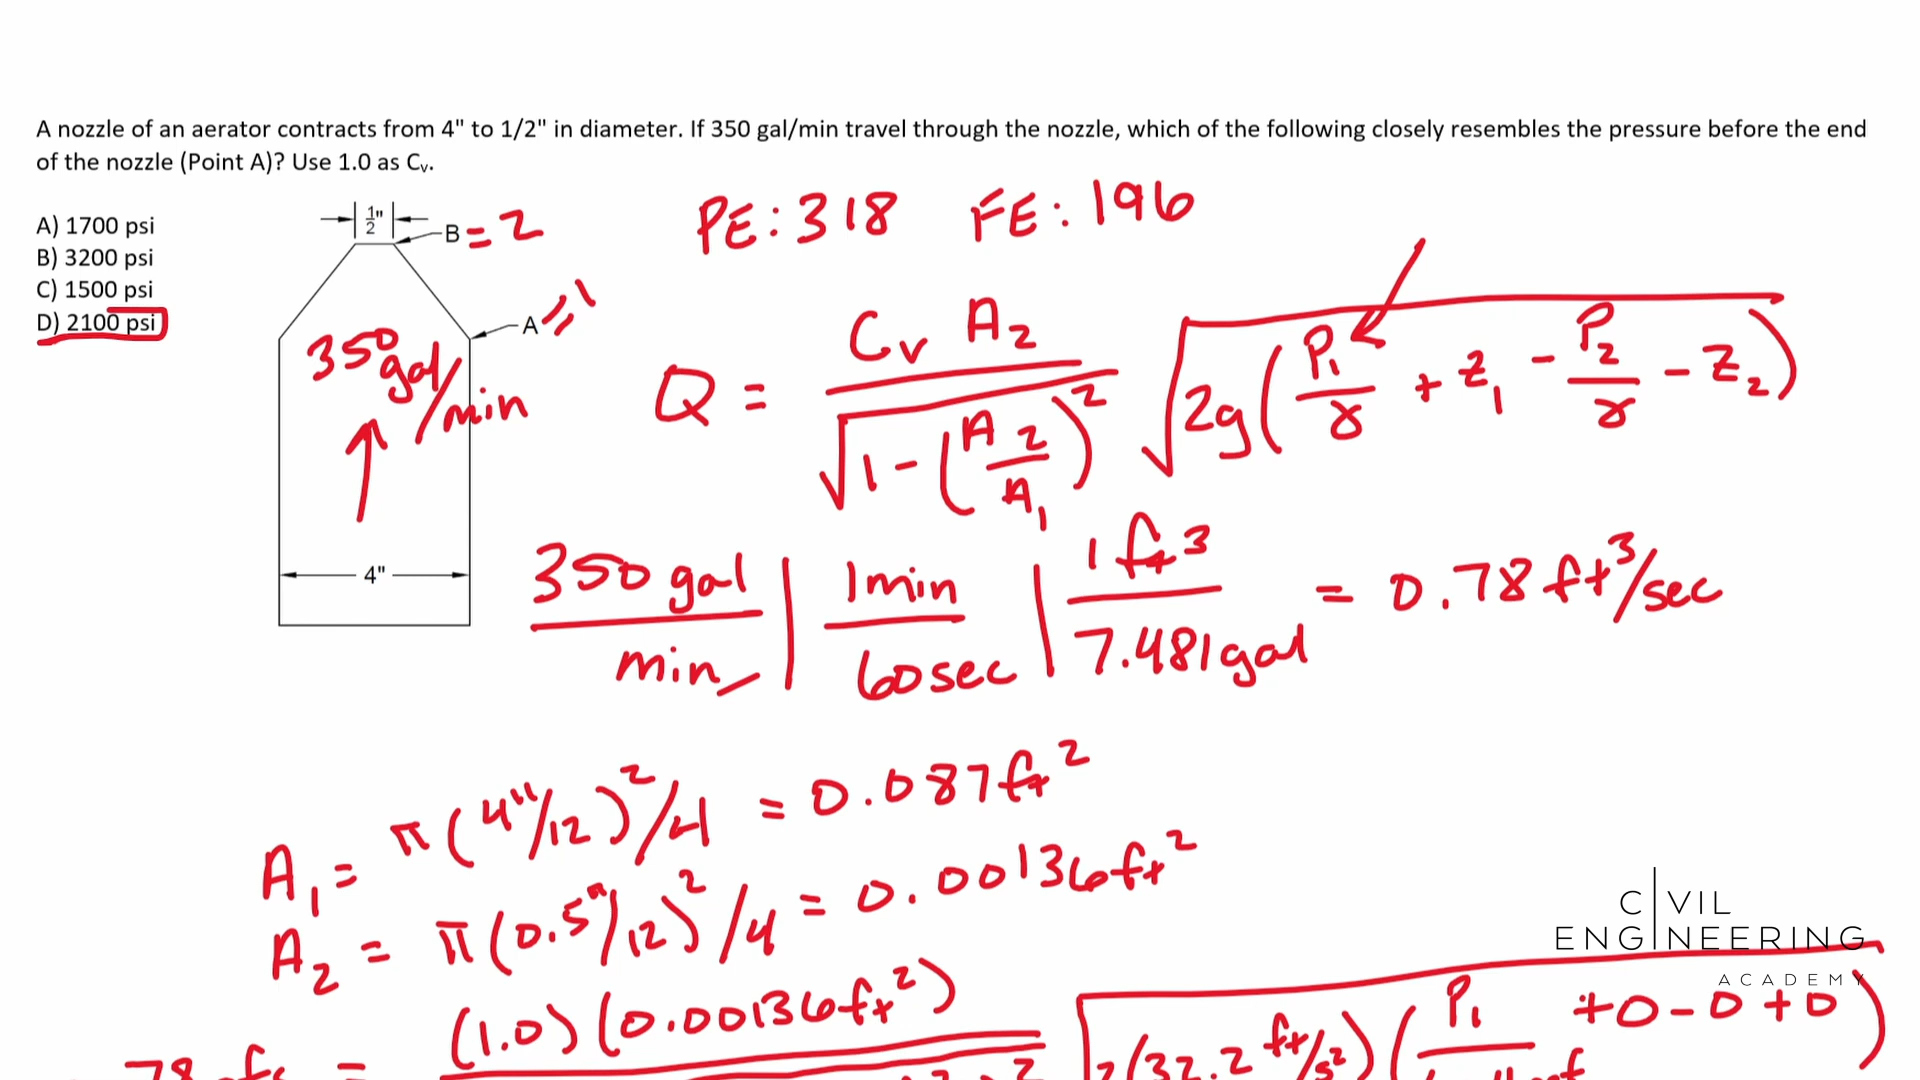 A nozzle of an aerator contracts from 4" to 1/2" in diameter. If 350 gal/min travel through the nozzle, which of the following closely resembles the pressure before the end
of the nozzle (Point A)? Use 1.0 as Cᵥ.
PE: 318 FE: 196
A) 1700 psi
B) 3200 psi
C) 1500 psi
D) 2100 psi
1/2"
B = 2
A = 1
350 gal/min
4"
Q = Cv A2 / √(1 - (A2/A1)²) √(2g(P1/γ + z1 - P2/γ - z2))
350 gal/min | 1 min/60 sec | 1 ft³/7.481 gal = 0.78 ft³/sec
A1 = π(4"/12)²/4 = 0.087 ft²
A2 = π(0.5"/12)²/4 = 0.00136 ft²
CIVIL
ENGINEERING
ACADEMY
(1.0)(0.00136 ft²)
(32.2 ft/s²)(P1 +0-0+0)
78 =